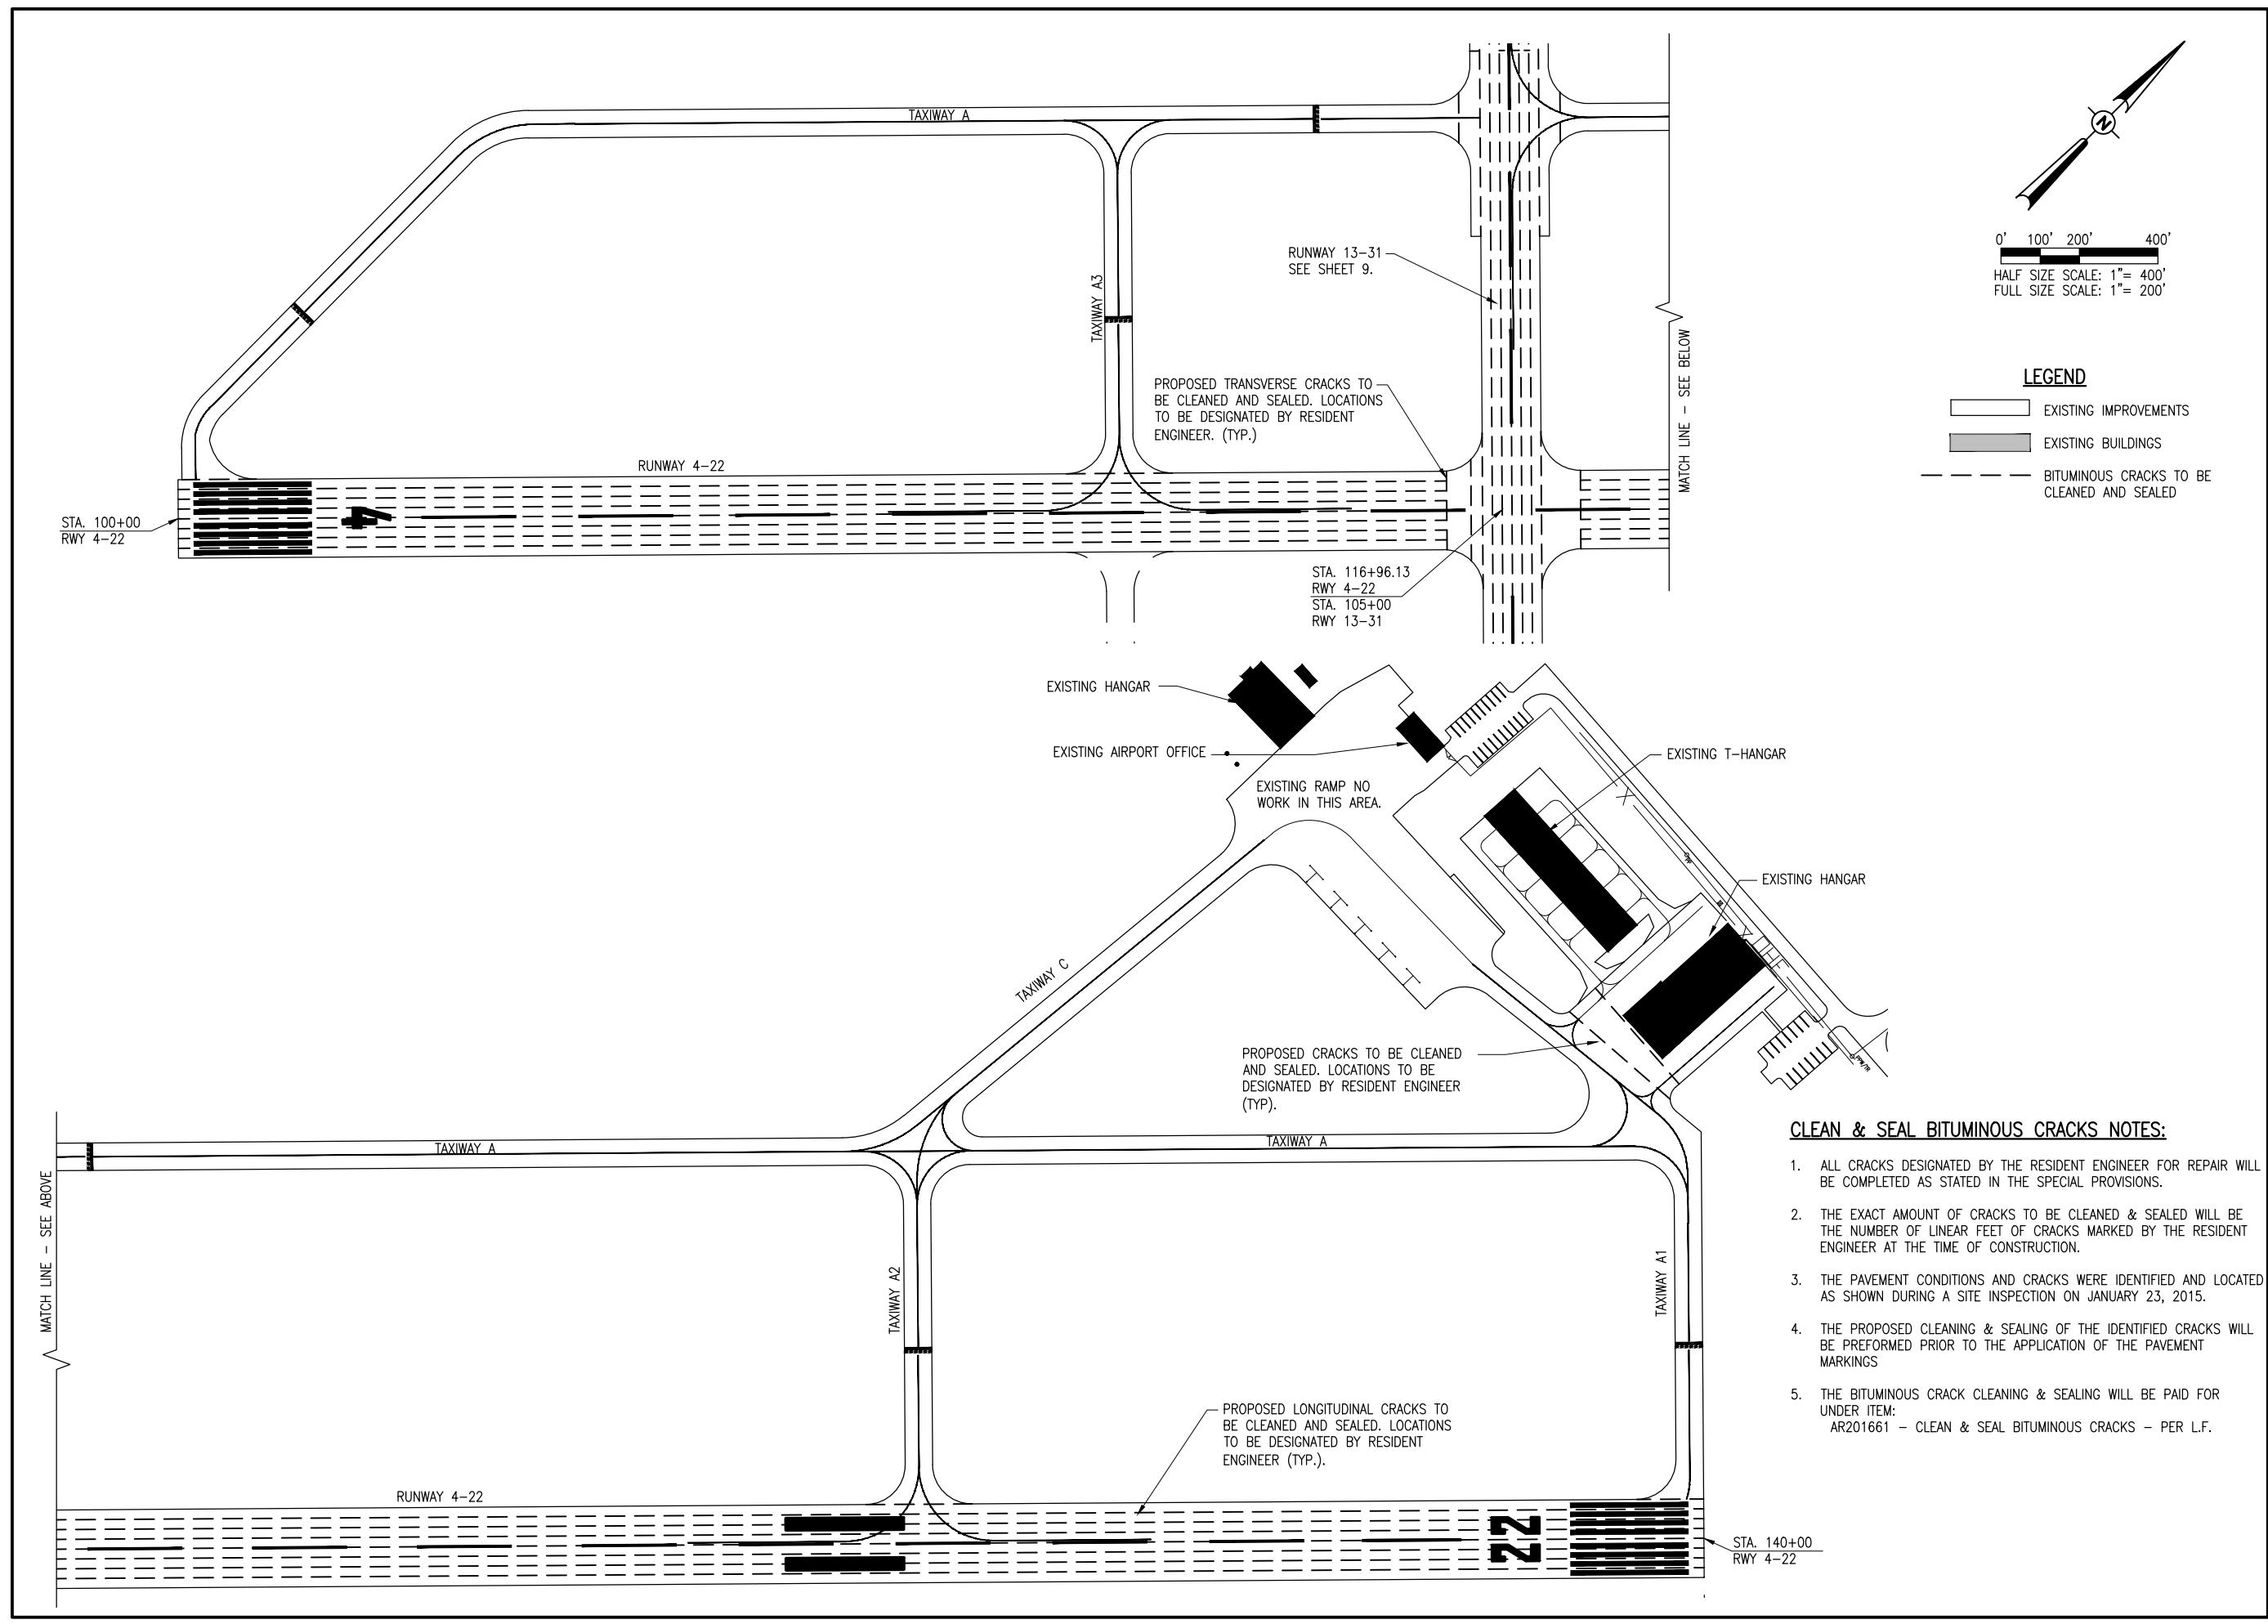 TAXIWAY A
N
0' 100' 200' 400'
HALF SIZE SCALE: 1"= 400'
FULL SIZE SCALE: 1"= 200'
RUNWAY 13-31
SEE SHEET 9.
TAXIWAY A3
MATCH LINE - SEE BELOW
PROPOSED TRANSVERSE CRACKS TO
BE CLEANED AND SEALED. LOCATIONS
TO BE DESIGNATED BY RESIDENT
ENGINEER. (TYP.)
LEGEND
EXISTING IMPROVEMENTS
EXISTING BUILDINGS
BITUMINOUS CRACKS TO BE
CLEANED AND SEALED
RUNWAY 4-22
4
STA. 100+00
RWY 4-22
STA. 116+96.13
RWY 4-22
STA. 105+00
RWY 13-31
EXISTING HANGAR
EXISTING AIRPORT OFFICE
EXISTING T-HANGAR
EXISTING RAMP NO
WORK IN THIS AREA.
EXISTING HANGAR
TAXIWAY C
PROPOSED CRACKS TO BE CLEANED
AND SEALED. LOCATIONS TO BE
DESIGNATED BY RESIDENT ENGINEER
(TYP).
TAXIWAY A
TAXIWAY A
MATCH LINE - SEE ABOVE
TAXIWAY A2
TAXIWAY A1
CLEAN & SEAL BITUMINOUS CRACKS NOTES:
1. ALL CRACKS DESIGNATED BY THE RESIDENT ENGINEER FOR REPAIR WILL
BE COMPLETED AS STATED IN THE SPECIAL PROVISIONS.
2. THE EXACT AMOUNT OF CRACKS TO BE CLEANED & SEALED WILL BE
THE NUMBER OF LINEAR FEET OF CRACKS MARKED BY THE RESIDENT
ENGINEER AT THE TIME OF CONSTRUCTION.
3. THE PAVEMENT CONDITIONS AND CRACKS WERE IDENTIFIED AND LOCATED
AS SHOWN DURING A SITE INSPECTION ON JANUARY 23, 2015.
4. THE PROPOSED CLEANING & SEALING OF THE IDENTIFIED CRACKS WILL
BE PREFORMED PRIOR TO THE APPLICATION OF THE PAVEMENT
MARKINGS
5. THE BITUMINOUS CRACK CLEANING & SEALING WILL BE PAID FOR
UNDER ITEM:
AR201661 - CLEAN & SEAL BITUMINOUS CRACKS - PER L.F.
PROPOSED LONGITUDINAL CRACKS TO
BE CLEANED AND SEALED. LOCATIONS
TO BE DESIGNATED BY RESIDENT
ENGINEER (TYP.).
RUNWAY 4-22
22
STA. 140+00
RWY 4-22